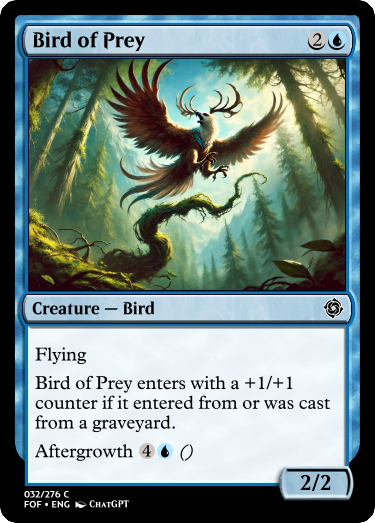 Bird of Prey 2
Creature — Bird
Flying
Bird of Prey enters with a +1/+1
counter if it entered from or was cast
from a graveyard.
Aftergrowth 4 ()
2/2
032/276 C
FOF • ENG ChatGPT